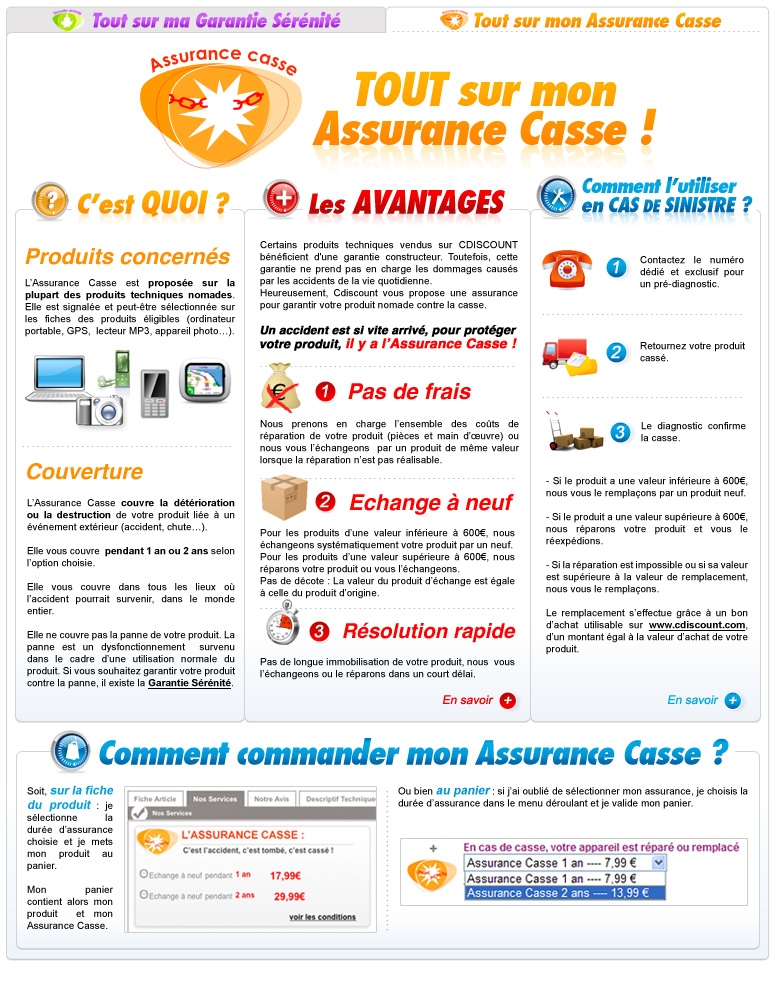 Tout sur ma Garantie Sérénité
Tout sur mon Assurance Casse
Assurance casse
TOUT sur mon
Assurance Casse !
C'est QUOI ?
Produits concernés
L'Assurance Casse est proposée sur la
plupart des produits techniques nomades.
Elle est signalée et peut-être sélectionnée sur
les fiches des produits éligibles (ordinateur
portable, GPS, lecteur MP3, appareil photo…).
Couverture
L'Assurance Casse couvre la détérioration
ou la destruction de votre produit liée à un
événement extérieur (accident, chute…).
Elle vous couvre pendant 1 an ou 2 ans selon
l'option choisie.
Elle vous couvre dans tous les lieux où
l'accident pourrait survenir, dans le monde
entier.
Elle ne couvre pas la panne de votre produit. La
panne est un dysfonctionnement survenu
dans le cadre d'une utilisation normale du
produit. Si vous souhaitez garantir votre produit
contre la panne, il existe la Garantie Sérénité.
Les AVANTAGES
Certains produits techniques vendus sur CDISCOUNT
bénéficient d'une garantie constructeur. Toutefois, cette
garantie ne prend pas en charge les dommages causés
par les accidents de la vie quotidienne.
Heureusement, Cdiscount vous propose une assurance
pour garantir votre produit nomade contre la casse.
Un accident est si vite arrivé, pour protéger
votre produit, il y a l'Assurance Casse !
€
1 Pas de frais
Nous prenons en charge l'ensemble des coûts de
réparation de votre produit (pièces et main d'œuvre) ou
nous vous l'échangeons par un produit de même valeur
lorsque la réparation n'est pas réalisable.
2 Echange à neuf
Pour les produits d'une valeur inférieure à 600€, nous
échangeons systématiquement votre produit par un neuf.
Pour les produits d'une valeur supérieure à 600€, nous
réparons votre produit ou vous l'échangeons.
Pas de décote : La valeur du produit d'échange est égale
à celle du produit d'origine.
3 Résolution rapide
Pas de longue immobilisation de votre produit, nous vous
l'échangeons ou le réparons dans un court délai.
En savoir +
Comment l'utiliser
en CAS DE SINISTRE ?
1
Contactez le numéro
dédié et exclusif pour
un pré-diagnostic.
2
Retournez votre produit
cassé.
3
Le diagnostic confirme
la casse.
- Si le produit a une valeur inférieure à 600€,
nous vous le remplaçons par un produit neuf.
- Si le produit a une valeur supérieure à 600€,
nous réparons votre produit et vous le
réexpédions.
- Si la réparation est impossible ou si sa valeur
est supérieure à la valeur de remplacement,
nous vous le remplaçons.
Le remplacement s'effectue grâce à un bon
d'achat utilisable sur www.cdiscount.com,
d'un montant égal à la valeur d'achat de votre
produit.
En savoir +
Comment commander mon Assurance Casse ?
Soit, sur la fiche
du produit : je
sélectionne la
durée d'assurance
choisie et je mets
mon produit au
panier.
Mon panier
contient alors mon
produit et mon
Assurance Casse.
Fiche Article Nos Services Notre Avis Descriptif Technique
Nos Services
L'ASSURANCE CASSE :
C'est l'accident, c'est tombé, c'est cassé !
Echange à neuf pendant 1 an 17,99€
Echange à neuf pendant 2 ans 29,99€
voir les conditions
Ou bien au panier : si j'ai oublié de sélectionner mon assurance, je choisis la
durée d'assurance dans le menu déroulant et je valide mon panier.
+ En cas de casse, votre appareil est réparé ou remplacé
Assurance Casse 1 an ---- 7,99 €
Assurance Casse 1 an ---- 7,99 €
Assurance Casse 2 ans ---- 13,99 €